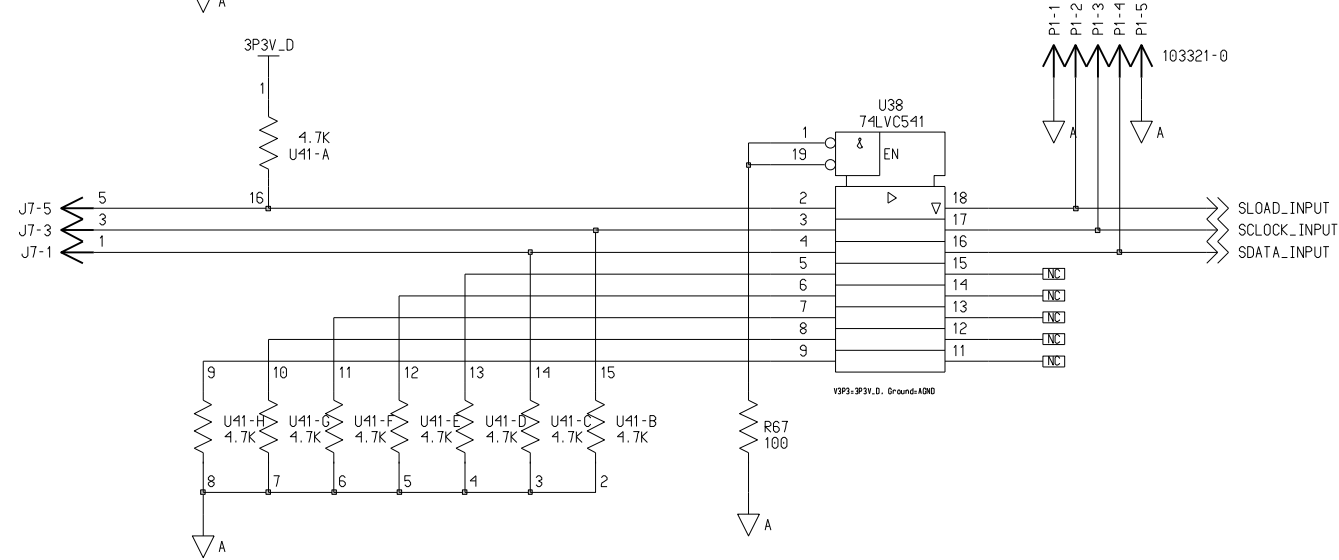 A
P1-1
P1-2
P1-3
P1-4
P1-5
103321-0
A
A
3P3V_D
1
4.7K
U41-A
16
U38
74LVC541
1
19
&
EN
J7-5
5
2
18
SLOAD_INPUT
J7-3
3
3
17
SCLOCK_INPUT
J7-1
1
4
16
SDATA_INPUT
5
15
NC
6
14
NC
7
13
NC
8
12
NC
9
11
NC
V3P3=3P3V_D. Ground=AGND
9
10
11
12
13
14
15
U41-H
4.7K
U41-G
4.7K
U41-F
4.7K
U41-E
4.7K
U41-D
4.7K
U41-C
4.7K
U41-B
4.7K
R67
100
8
7
6
5
4
3
2
A
A